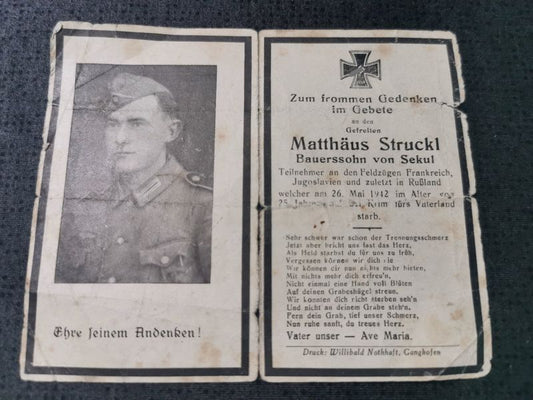 Ehre seinem Andenken!
Zum frommen Gedenken
im Gebete
an den
Gefreiten
Matthäus Struckl
Bauerssohn von Sekul
Teilnehmer an den Feldzügen Frankreich,
Jugoslavien und zuletzt in Rußland
welcher am 26. Mai 1942 im Alter von
25 Jahren auf Krim fürs Vaterland
starb.
Sehr schwer war schon der Trennungsschmerz
Jetzt aber bricht uns fast das Herz,
Als Held starbst du für uns zu früh,
Vergessen können wir dich nie
Wir können dir nun nichts mehr bieten,
Mit nichts mehr dich erfreu'n,
Nicht einmal eine Hand voll Blüten
Auf deinen Grabeshügel streun.
Wir konnten dich nicht sterben seh'n
Und nicht an deinem Grabe steh'n,
Fern dein Grab, tief unser Schmerz,
Nun ruhe sanft, du treues Herz.
Vater unser — Ave Maria.
Druck: Willibald Nothhaft, Gangkofen